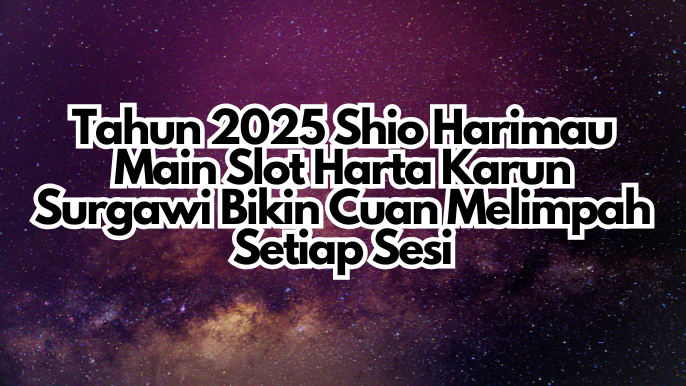 Tahun 2025 Shio Harimau
Main Slot Harta Karun
Surgawi Bikin Cuan Melimpah
Setiap Sesi